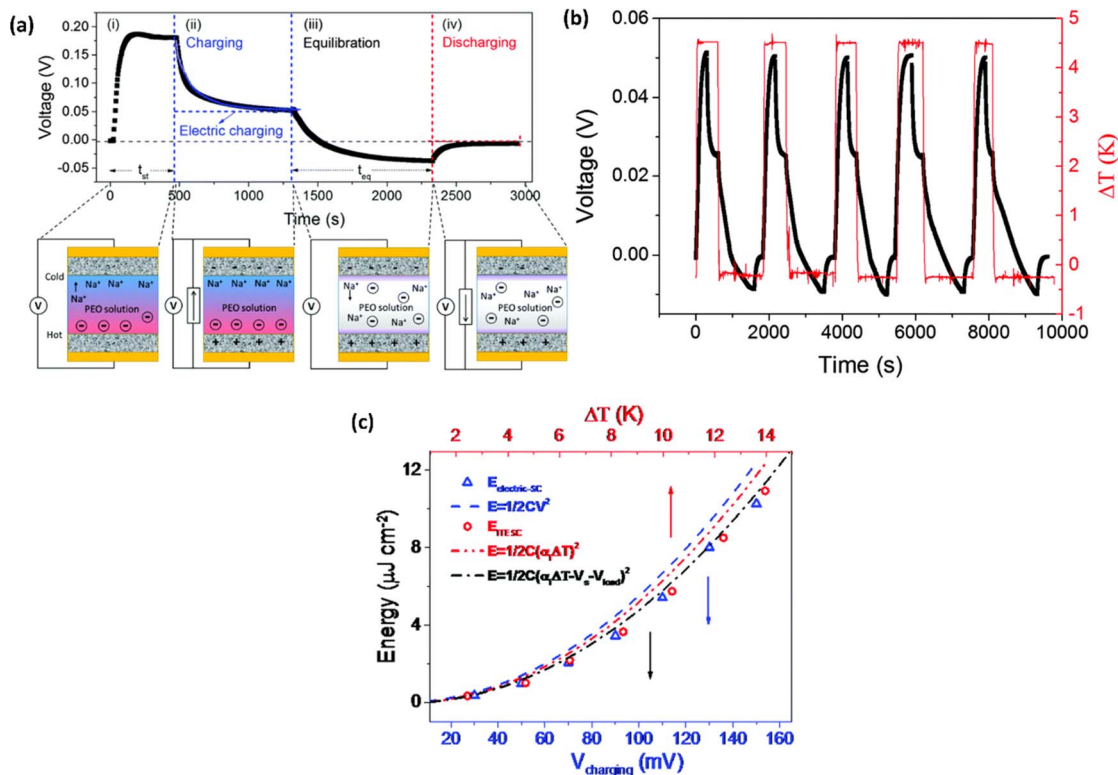 (a)
(i)
(ii)
(iii)
(iv)
Charging
Equilibration
Discharging
Electric charging
Voltage (V)
0.20
0.15
0.10
0.05
0.00
-0.05
t_st
t_eq
0 500 1000 1500 2000 2500 3000
Time (s)
Cold
Hot
V
Na⁺ Na⁺ Na⁺
Na⁺
PEO solution
- - - -
V
- - - -
Na⁺ Na⁺ Na⁺ Na⁺
PEO solution
- - - -
+ + + +
V
- - - -
Na⁺
Na⁺
PEO solution
Na⁺ Na⁺
+ + + +
V
Na⁺
Na⁺
PEO solution
Na⁺ Na⁺
+ + + +
(b)
Voltage (V)
0.06
0.04
0.02
0.00
5
4
3
2
1
0
-1
ΔT (K)
0 2000 4000 6000 8000 10000
Time (s)
(c)
ΔT (K)
2 4 6 8 10 12 14
Energy (μJ cm⁻²)
12
8
4
0
E_electric-SC
E=1/2CV²
E_ITESC
E=1/2C(α_iΔT)²
E=1/2C(α_iΔT-V_s-V_load)²
20 40 60 80 100 120 140 160
V_charging (mV)